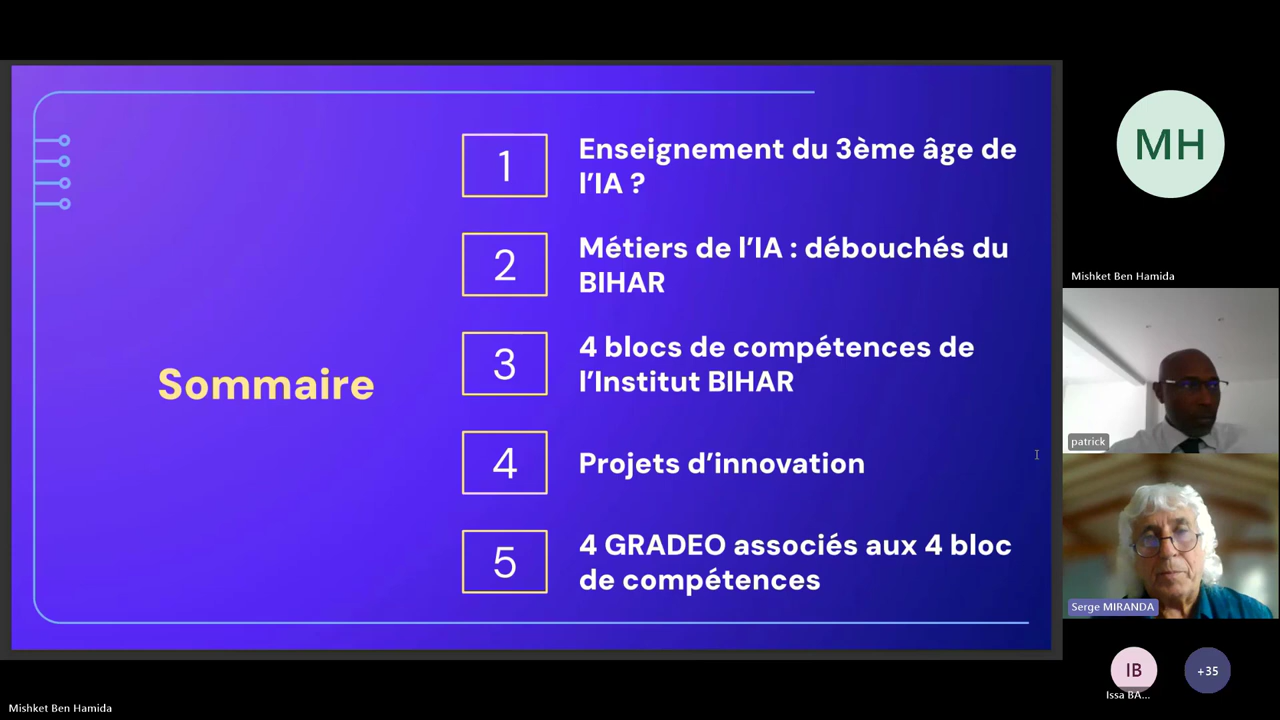 Sommaire
1
Enseignement du 3ème âge de
l’IA ?
2
Métiers de l’IA : débouchés du
BIHAR
3
4 blocs de compétences de
l’Institut BIHAR
4
Projets d’innovation
5
4 GRADEO associés aux 4 bloc
de compétences
MH
Mishket Ben Hamida
patrick
Serge MIRANDA
IB
Issa BA...
+35
Mishket Ben Hamida